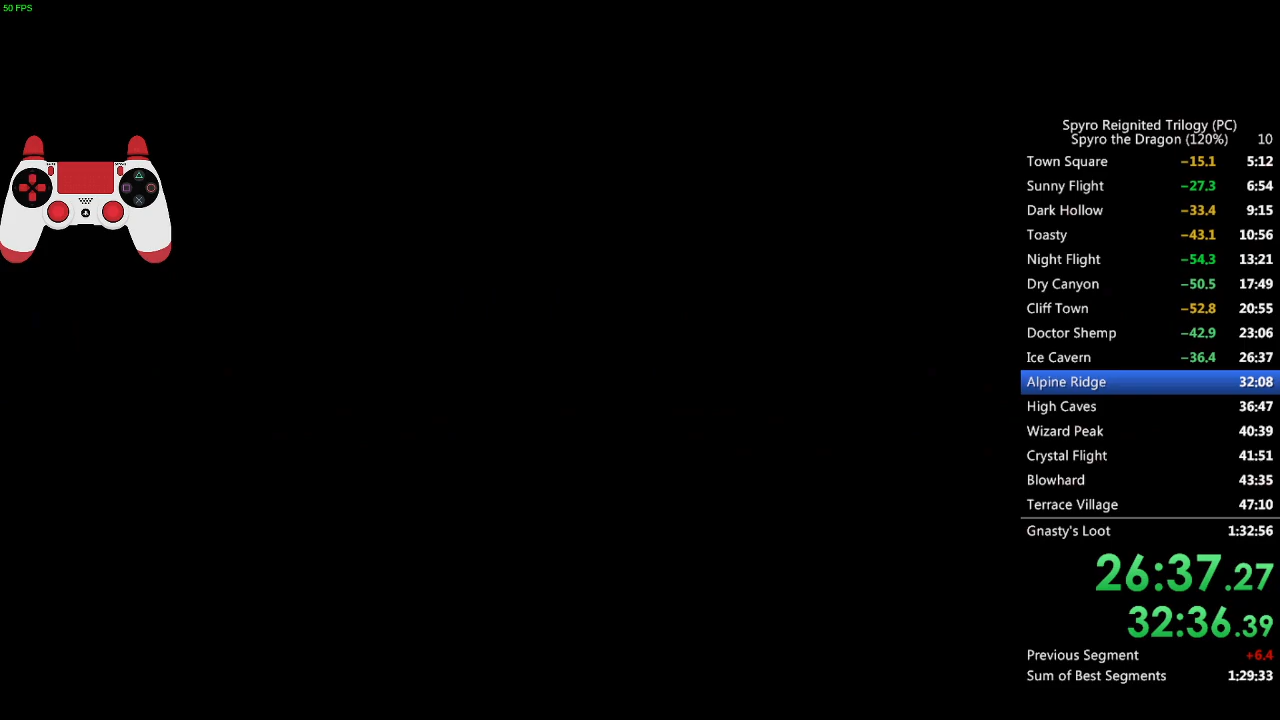 50 FPS
Spyro Reignited Trilogy (PC)
Spyro the Dragon (120%) 10
Town Square -15.1 5:12
Sunny Flight -27.3 6:54
Dark Hollow -33.4 9:15
Toasty -43.1 10:56
Night Flight -54.3 13:21
Dry Canyon -50.5 17:49
Cliff Town -52.8 20:55
Doctor Shemp -42.9 23:06
Ice Cavern -36.4 26:37
Alpine Ridge 32:08
High Caves 36:47
Wizard Peak 40:39
Crystal Flight 41:51
Blowhard 43:35
Terrace Village 47:10
Gnasty's Loot 1:32:56
26:37.27
32:36.39
Previous Segment +6.4
Sum of Best Segments 1:29:33